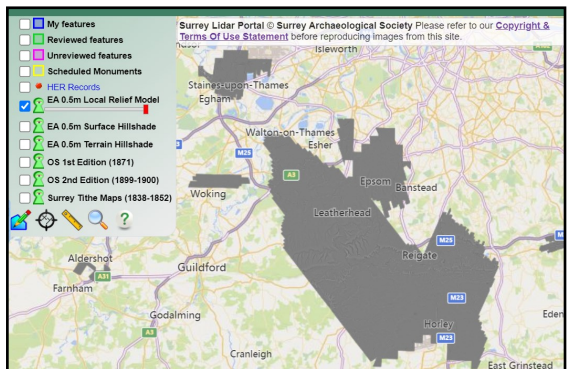 My features
Reviewed features
Unreviewed features
Scheduled Monuments
HER Records
EA 0.5m Local Relief Model
EA 0.5m Surface Hillshade
EA 0.5m Terrain Hillshade
OS 1st Edition (1871)
OS 2nd Edition (1899-1900)
Surrey Tithe Maps (1838-1852)
?
Surrey Lidar Portal © Surrey Archaeological Society Please refer to our Copyright &
Terms Of Use Statement before reproducing images from this site.
Isleworth
Staines-upon-Thames
Egham
Walton-on-Thames
Esher
M25
A3
Epsom
Banstead
Woking
Leatherhead
M25
Reigate
Aldershot
A31
Guildford
Farnham
M23
Godalming
A3
Horley
M23
Eden
Cranleigh
East Grinstead